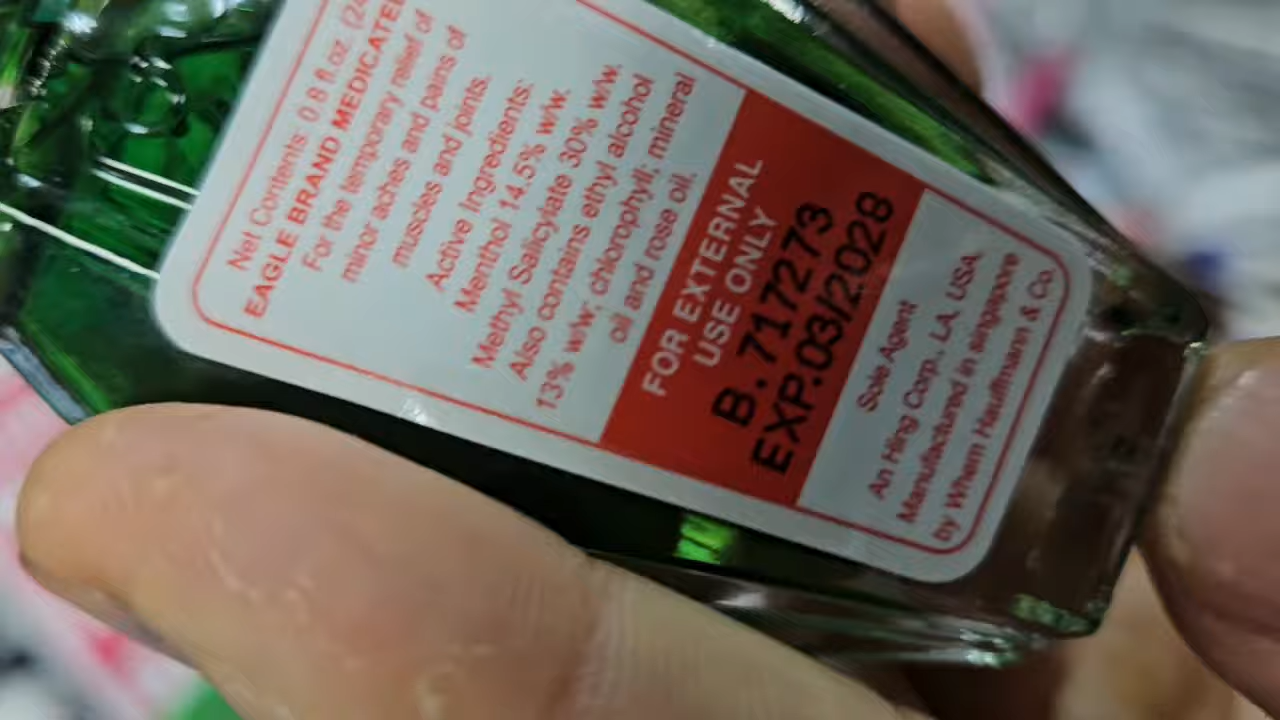 Net Contents 0.8 fl.oz. (24
EAGLE BRAND MEDICATED
For the temporary relief of
minor aches and pains of
muscles and joints.
Active Ingredients:
Menthol 14.5% w/w.
Methyl Salicylate 30% w/w.
Also contains ethyl alcohol
13% w/w; chlorophyll; mineral
oil and rose oil.
FOR EXTERNAL
USE ONLY
B. 717273
EXP.03/2028
Sole Agent
An Hing Corp., LA, USA.
Manufactured in singapore
by Whem Hauffmann & Co.